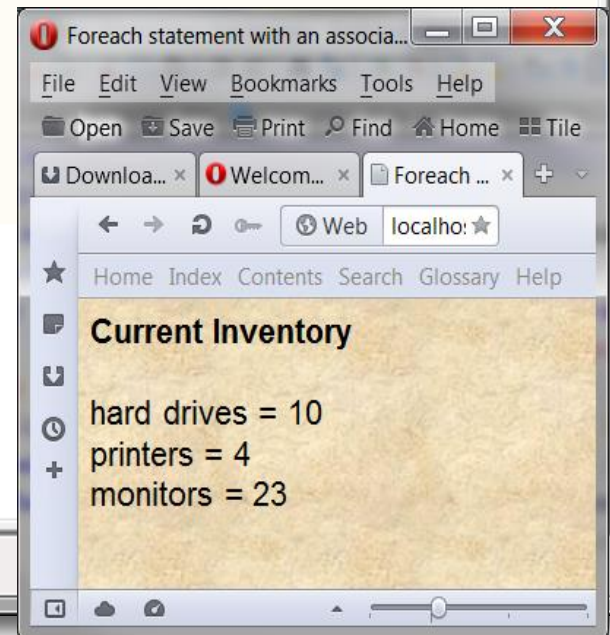 Foreach statement with an associa...
File Edit View Bookmarks Tools Help
Open Save Print Find Home Tile
Downloa... Welcom... Foreach ...
Web localho:
Home Index Contents Search Glossary Help
Current Inventory
hard drives = 10
printers = 4
monitors = 23